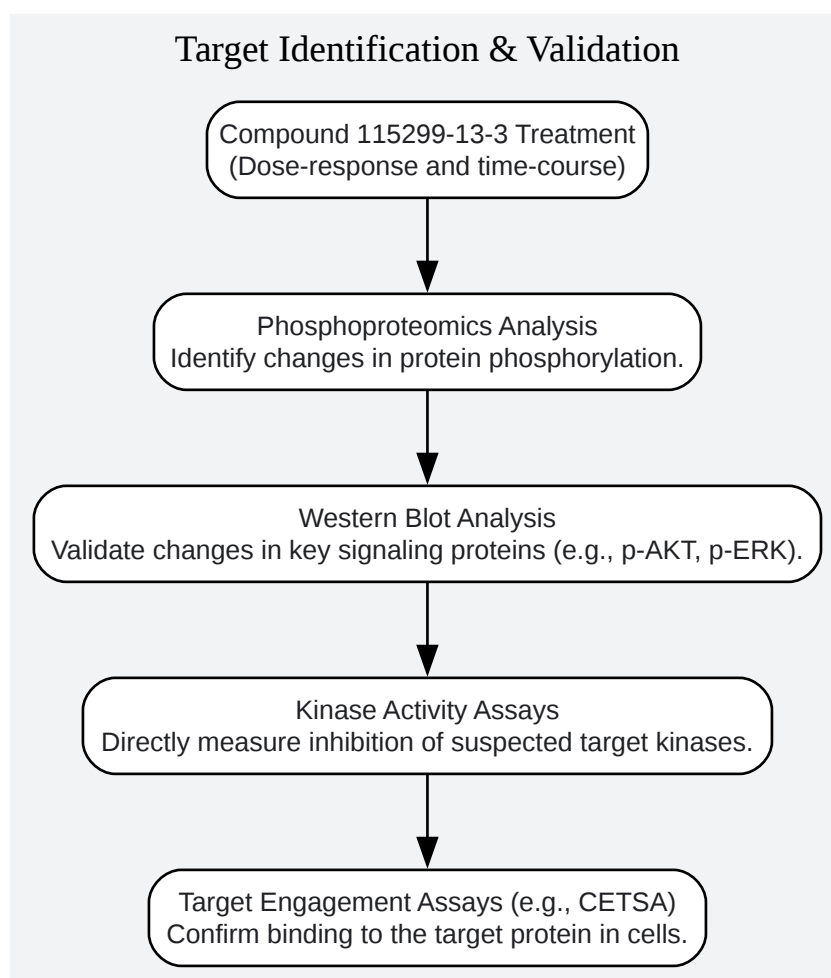 Target Identification & Validation
Compound 115299-13-3 Treatment
(Dose-response and time-course)
Phosphoproteomics Analysis
Identify changes in protein phosphorylation.
Western Blot Analysis
Validate changes in key signaling proteins (e.g., p-AKT, p-ERK).
Kinase Activity Assays
Directly measure inhibition of suspected target kinases.
Target Engagement Assays (e.g., CETSA)
Confirm binding to the target protein in cells.